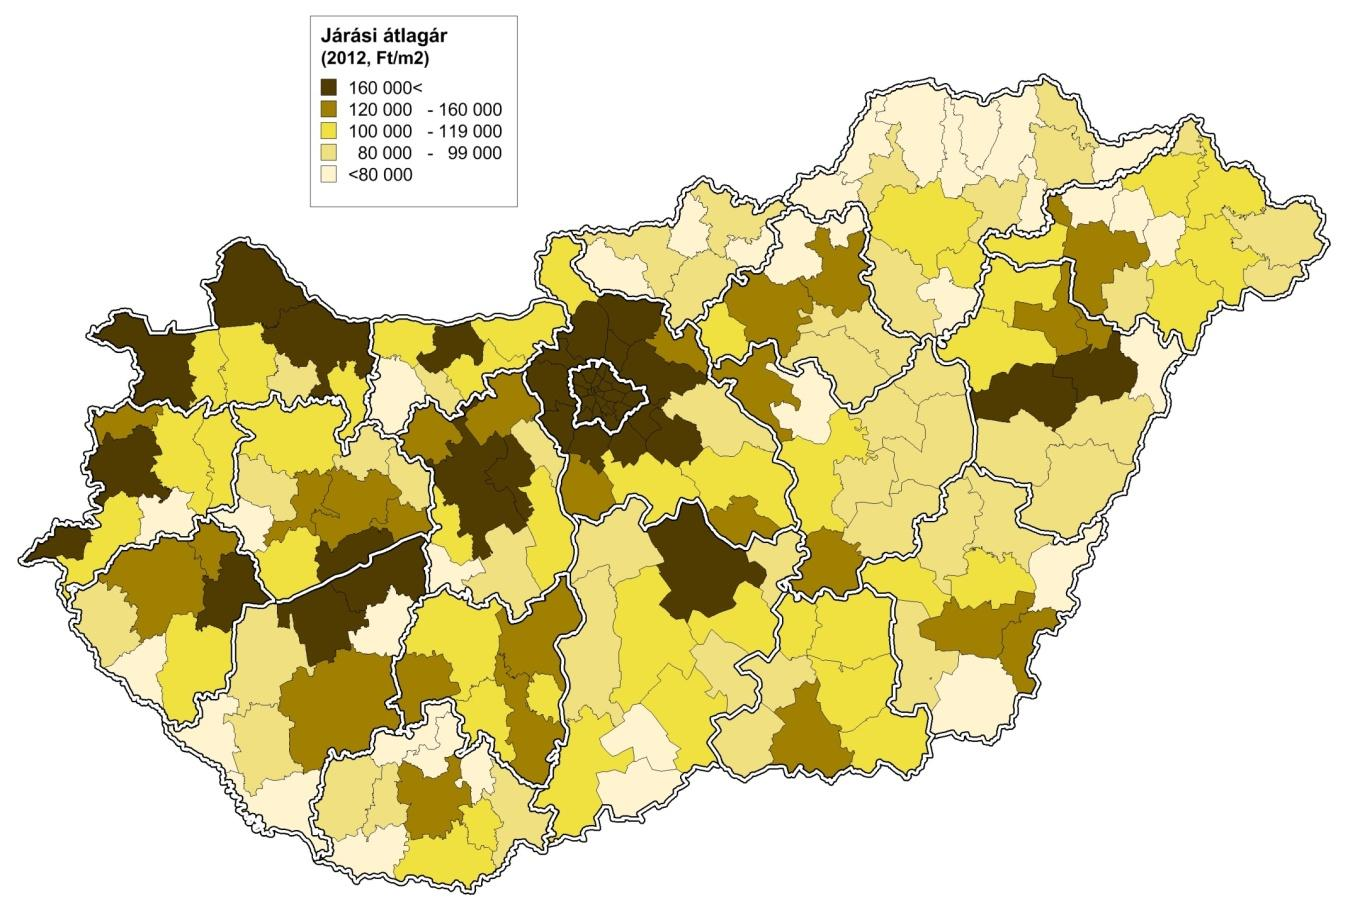 Járási átlagár
(2012, Ft/m2)
160 000<
120 000 - 160 000
100 000 - 119 000
80 000 - 99 000
<80 000